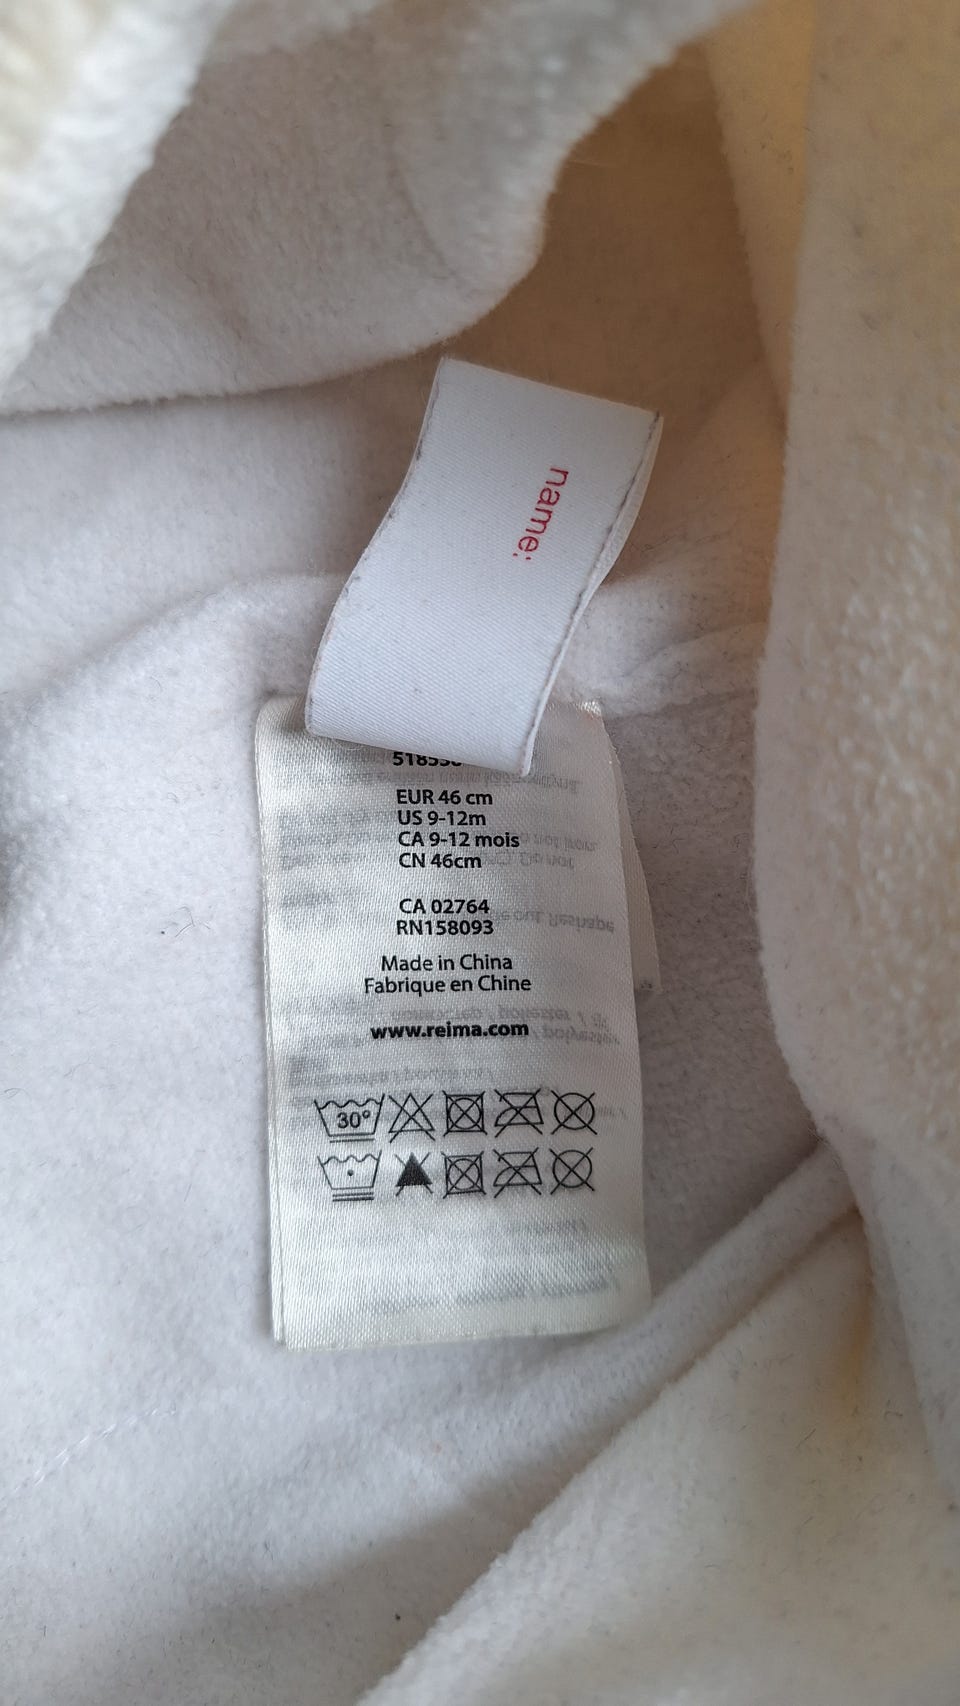 name:
EUR 46 cm
US 9-12m
CA 9-12 mois
CN 46cm
CA 02764
RN158093
Made in China
Fabrique en Chine
www.reima.com
30°